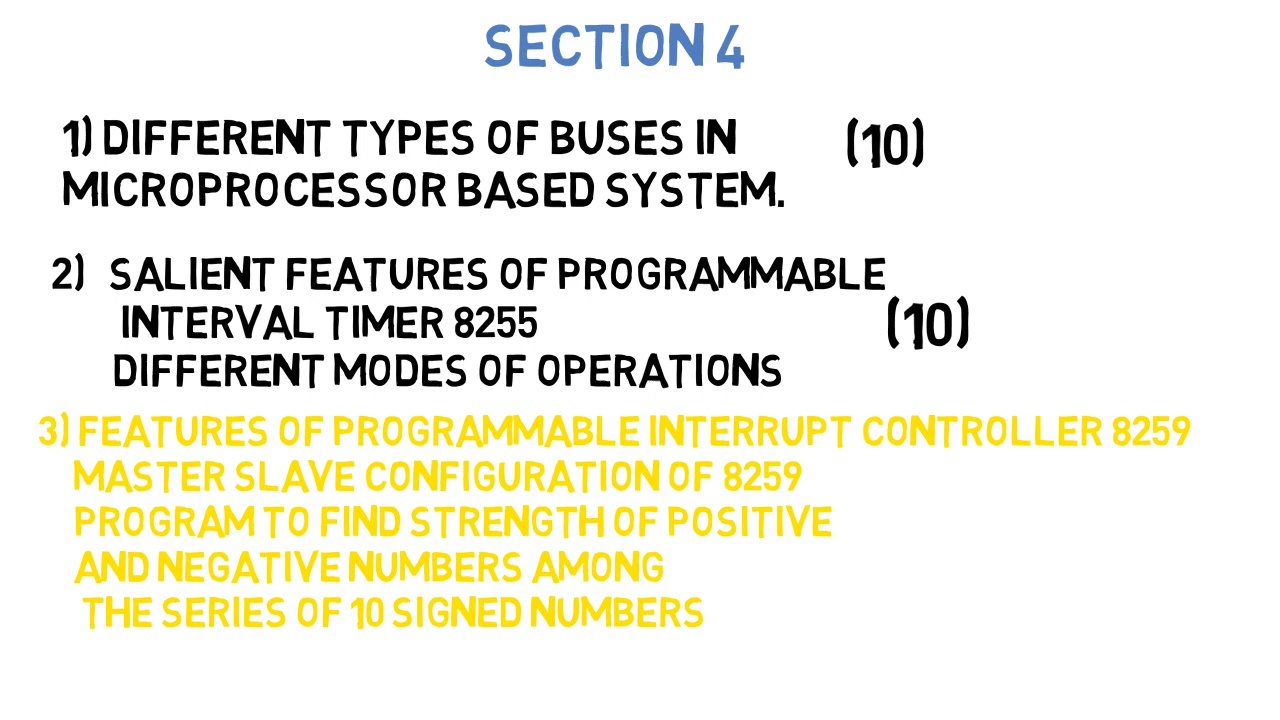 SECTION 4
1) DIFFERENT TYPES OF BUSES IN (10)
MICROPROCESSOR BASED SYSTEM.
2) SALIENT FEATURES OF PROGRAMMABLE
INTERVAL TIMER 8255 (10)
DIFFERENT MODES OF OPERATIONS
3) FEATURES OF PROGRAMMABLE INTERRUPT CONTROLLER 8259
MASTER SLAVE CONFIGURATION OF 8259
PROGRAM TO FIND STRENGTH OF POSITIVE
AND NEGATIVE NUMBERS AMONG
THE SERIES OF 10 SIGNED NUMBERS